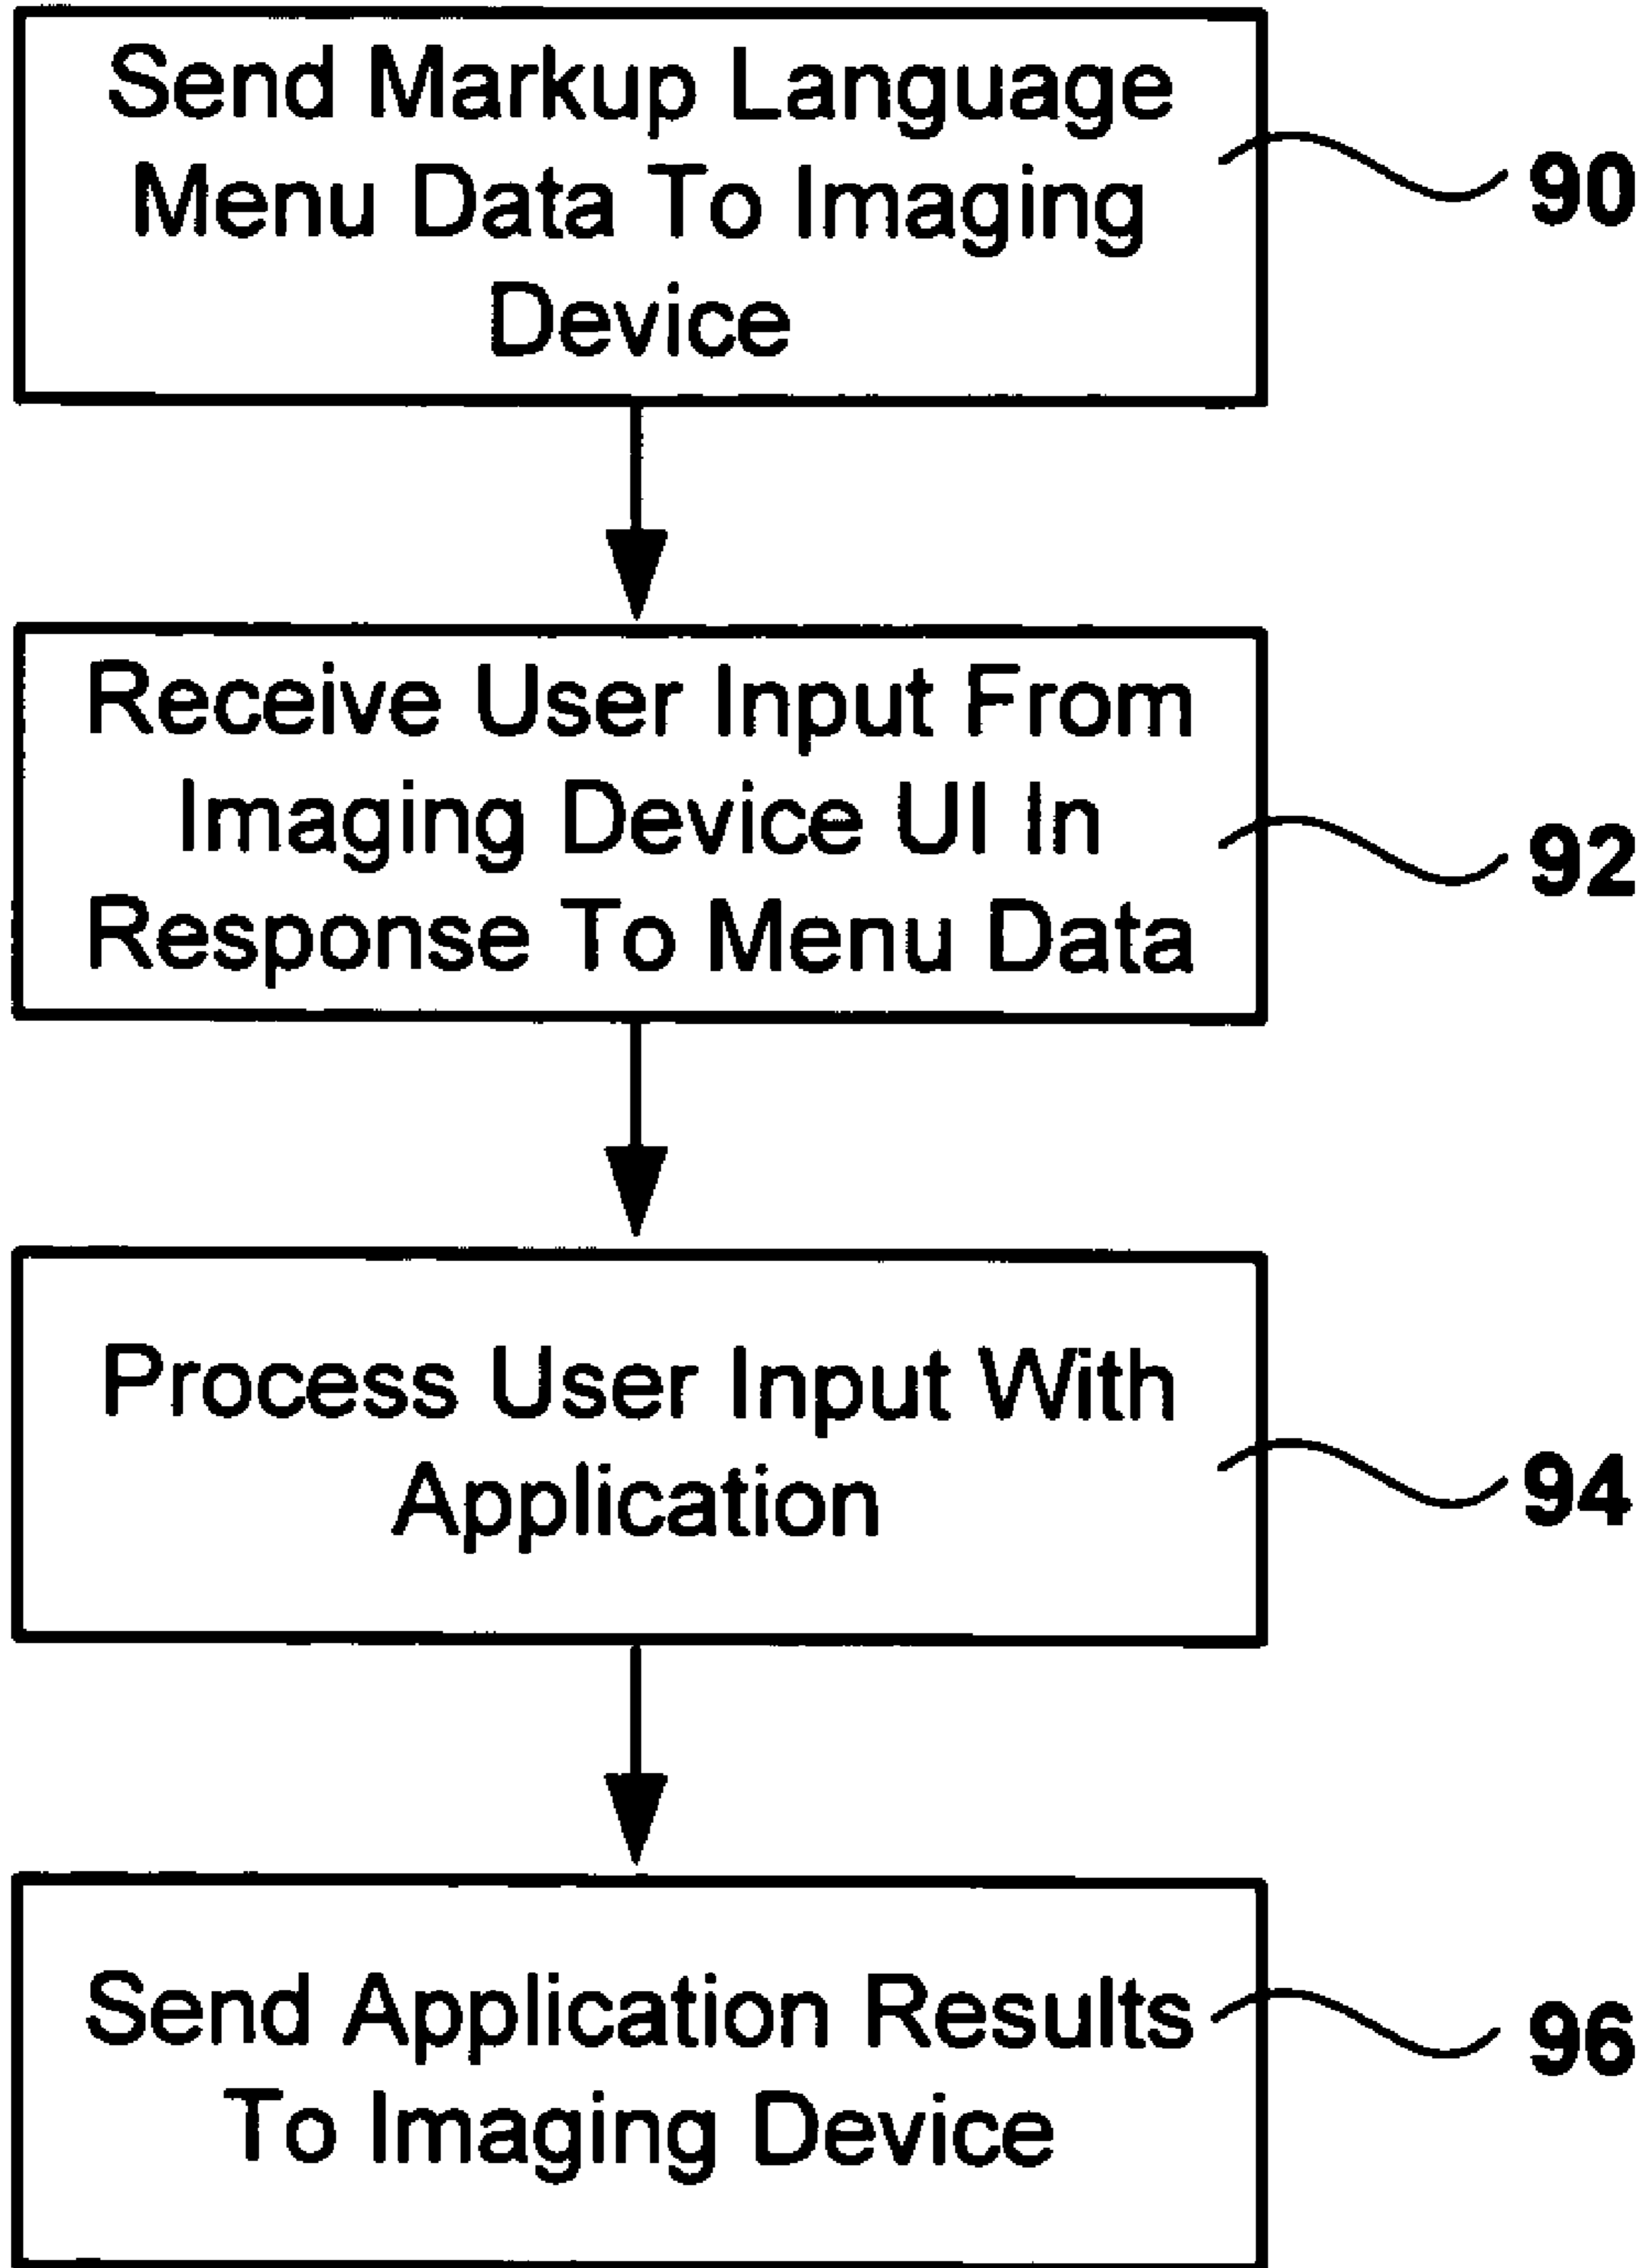 Send Markup Language
Menu Data To Imaging
Device
90
Receive User Input From
Imaging Device UI In
Response To Menu Data
92
Process User Input With
Application
94
Send Application Results
To Imaging Device
96